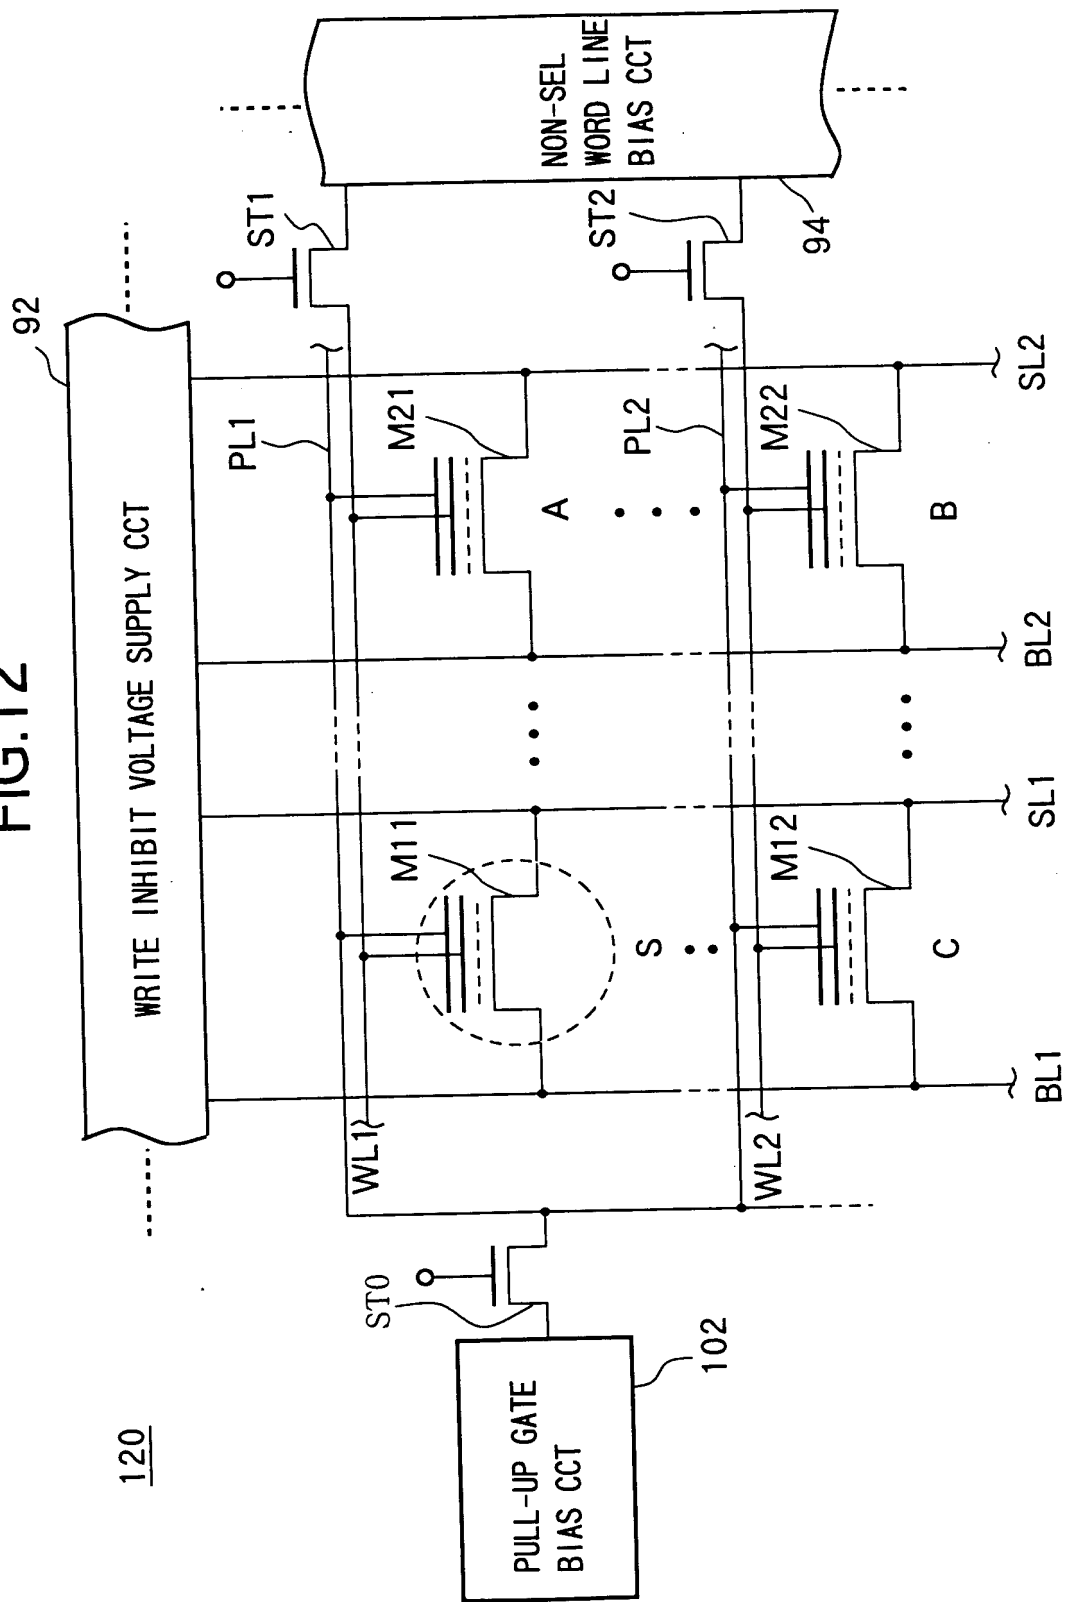 FIG.12
120
WRITE INHIBIT VOLTAGE SUPPLY CCT
92
PULL-UP GATE
BIAS CCT
102
ST0
NON-SEL
WORD LINE
BIAS CCT
94
ST1
ST2
PL1
WL1
M11
S
M21
A
PL2
WL2
M12
C
M22
B
BL1
SL1
BL2
SL2